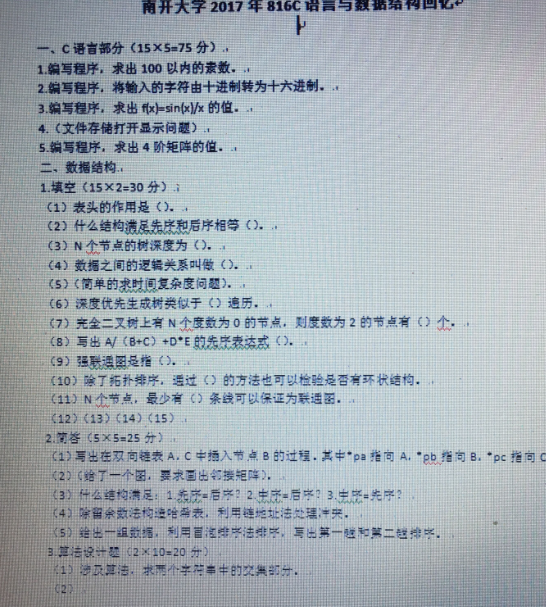 南开大学 2017 年 816C 语言与数据结构回忆
一、C 语言部分（15×5=75 分）.
1.编写程序，求出 100 以内的素数。.
2.编写程序，将输入的字符由十进制转为十六进制。.
3.编写程序，求出 f(x)=sin(x)/x 的值。.
4.（文件存储打开显示问题）.
5.编写程序，求出 4 阶矩阵的值。.
二、数据结构.
1.填空（15×2=30 分）.
（1）表头的作用是（）。.
（2）什么结构满足先序和后序相等（）。.
（3）N 个节点的树深度为（）。.
（4）数据之间的逻辑关系叫做（）。.
（5）（简单的求时间复杂度问题）。.
（6）深度优先生成树类似于（）遍历。.
（7）完全二叉树上有 N 个度数为 0 的节点，则度数为 2 的节点有（）个。.
（8）写出 A/（B+C）+D*E 的先序表达式（）。.
（9）强联通图是指（）。.
（10）除了拓扑排序，通过（）的方法也可以检验是否有环状结构。.
（11）N 个节点，最少有（）条线可以保证为联通图。.
（12）（13）（14）（15）.
2.简答（5×5=25 分）.
（1）写出在双向链表 A，C 中插入节点 B 的过程。其中*pa 指向 A，*pb 指向 B，*pc 指向 C
（2）（给了一个图，要求画出邻接矩阵）。.
（3）什么结构满足：1.先序=后序？2.中序=后序？3.中序=先序？.
（4）除留余数法构造哈希表，利用链地址法处理冲突。.
（5）给出一组数据，利用冒泡排序法排序，写出第一趟和第二趟排序。.
3.算法设计题（2×10=20 分）.
（1）涉及算法，求两个字符串中的交集部分。.
（2）.